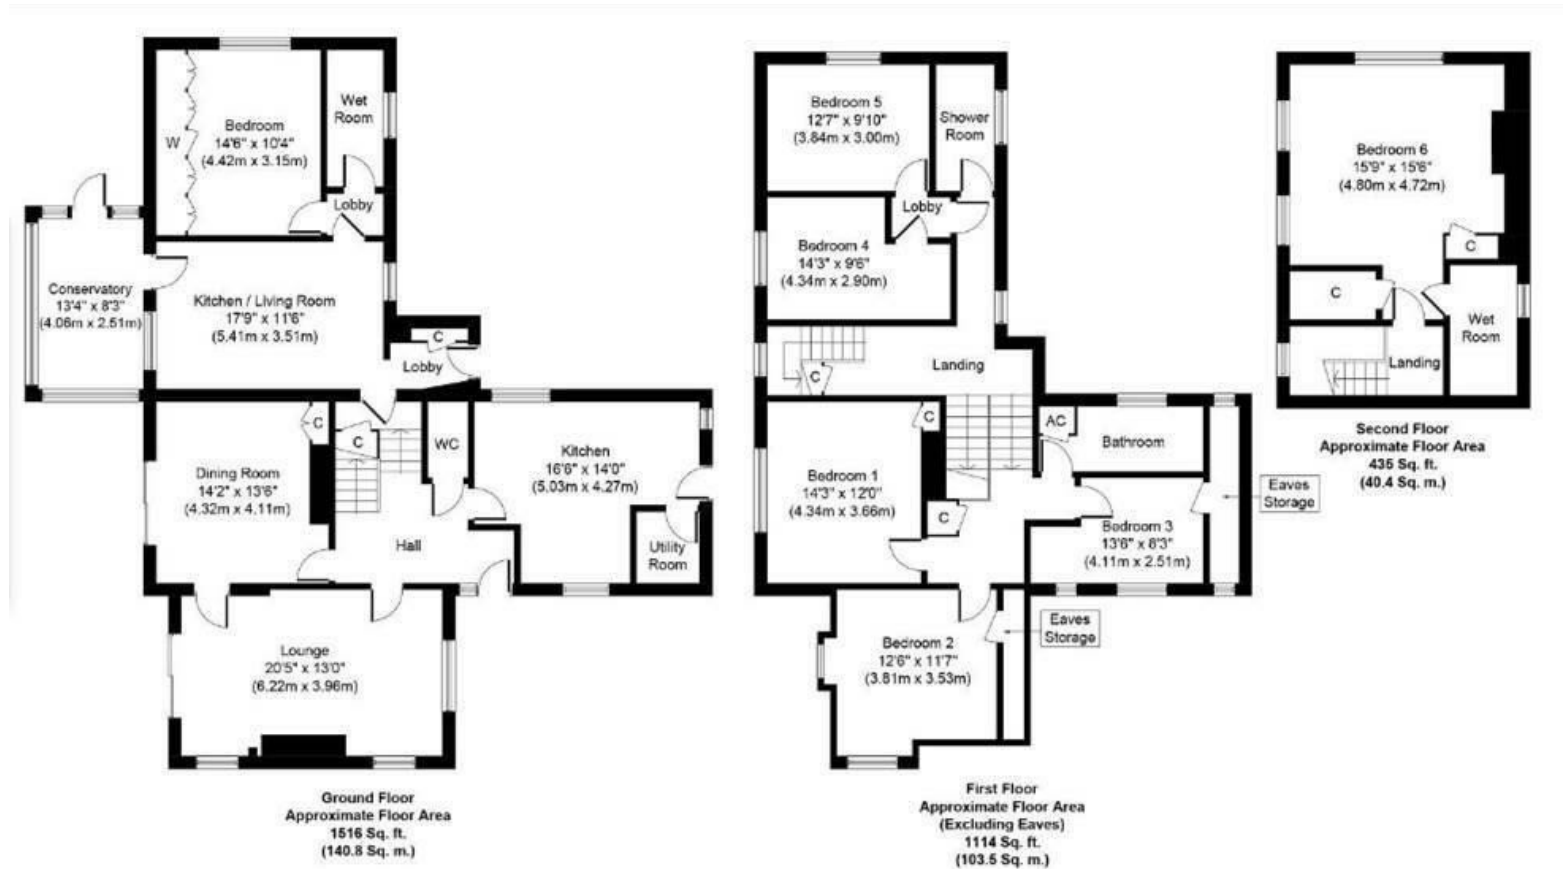 Bedroom
14'6" x 10'4"
(4.42m x 3.15m)
W
Wet
Room
Lobby
Conservatory
13'4" x 8'3"
(4.06m x 2.51m)
Kitchen / Living Room
17'9" x 11'6"
(5.41m x 3.51m)
C
Lobby
Dining Room
14'2" x 13'6"
(4.32m x 4.11m)
C
C
WC
Kitchen
16'6" x 14'0"
(5.03m x 4.27m)
Utility
Room
Hall
Lounge
20'5" x 13'0"
(6.22m x 3.96m)
Ground Floor
Approximate Floor Area
1516 Sq. ft.
(140.8 Sq. m.)
Bedroom 5
12'7" x 9'10"
(3.84m x 3.00m)
Shower
Room
Lobby
Bedroom 4
14'3" x 9'6"
(4.34m x 2.90m)
C
Landing
C
AC
Bathroom
Bedroom 1
14'3" x 12'0"
(4.34m x 3.66m)
C
Bedroom 3
13'6" x 8'3"
(4.11m x 2.51m)
Eaves
Storage
Bedroom 2
12'6" x 11'7"
(3.81m x 3.53m)
Eaves
Storage
First Floor
Approximate Floor Area
(Excluding Eaves)
1114 Sq. ft.
(103.5 Sq. m.)
Bedroom 6
15'9" x 15'6"
(4.80m x 4.72m)
C
C
Wet
Room
Landing
Second Floor
Approximate Floor Area
435 Sq. ft.
(40.4 Sq. m.)